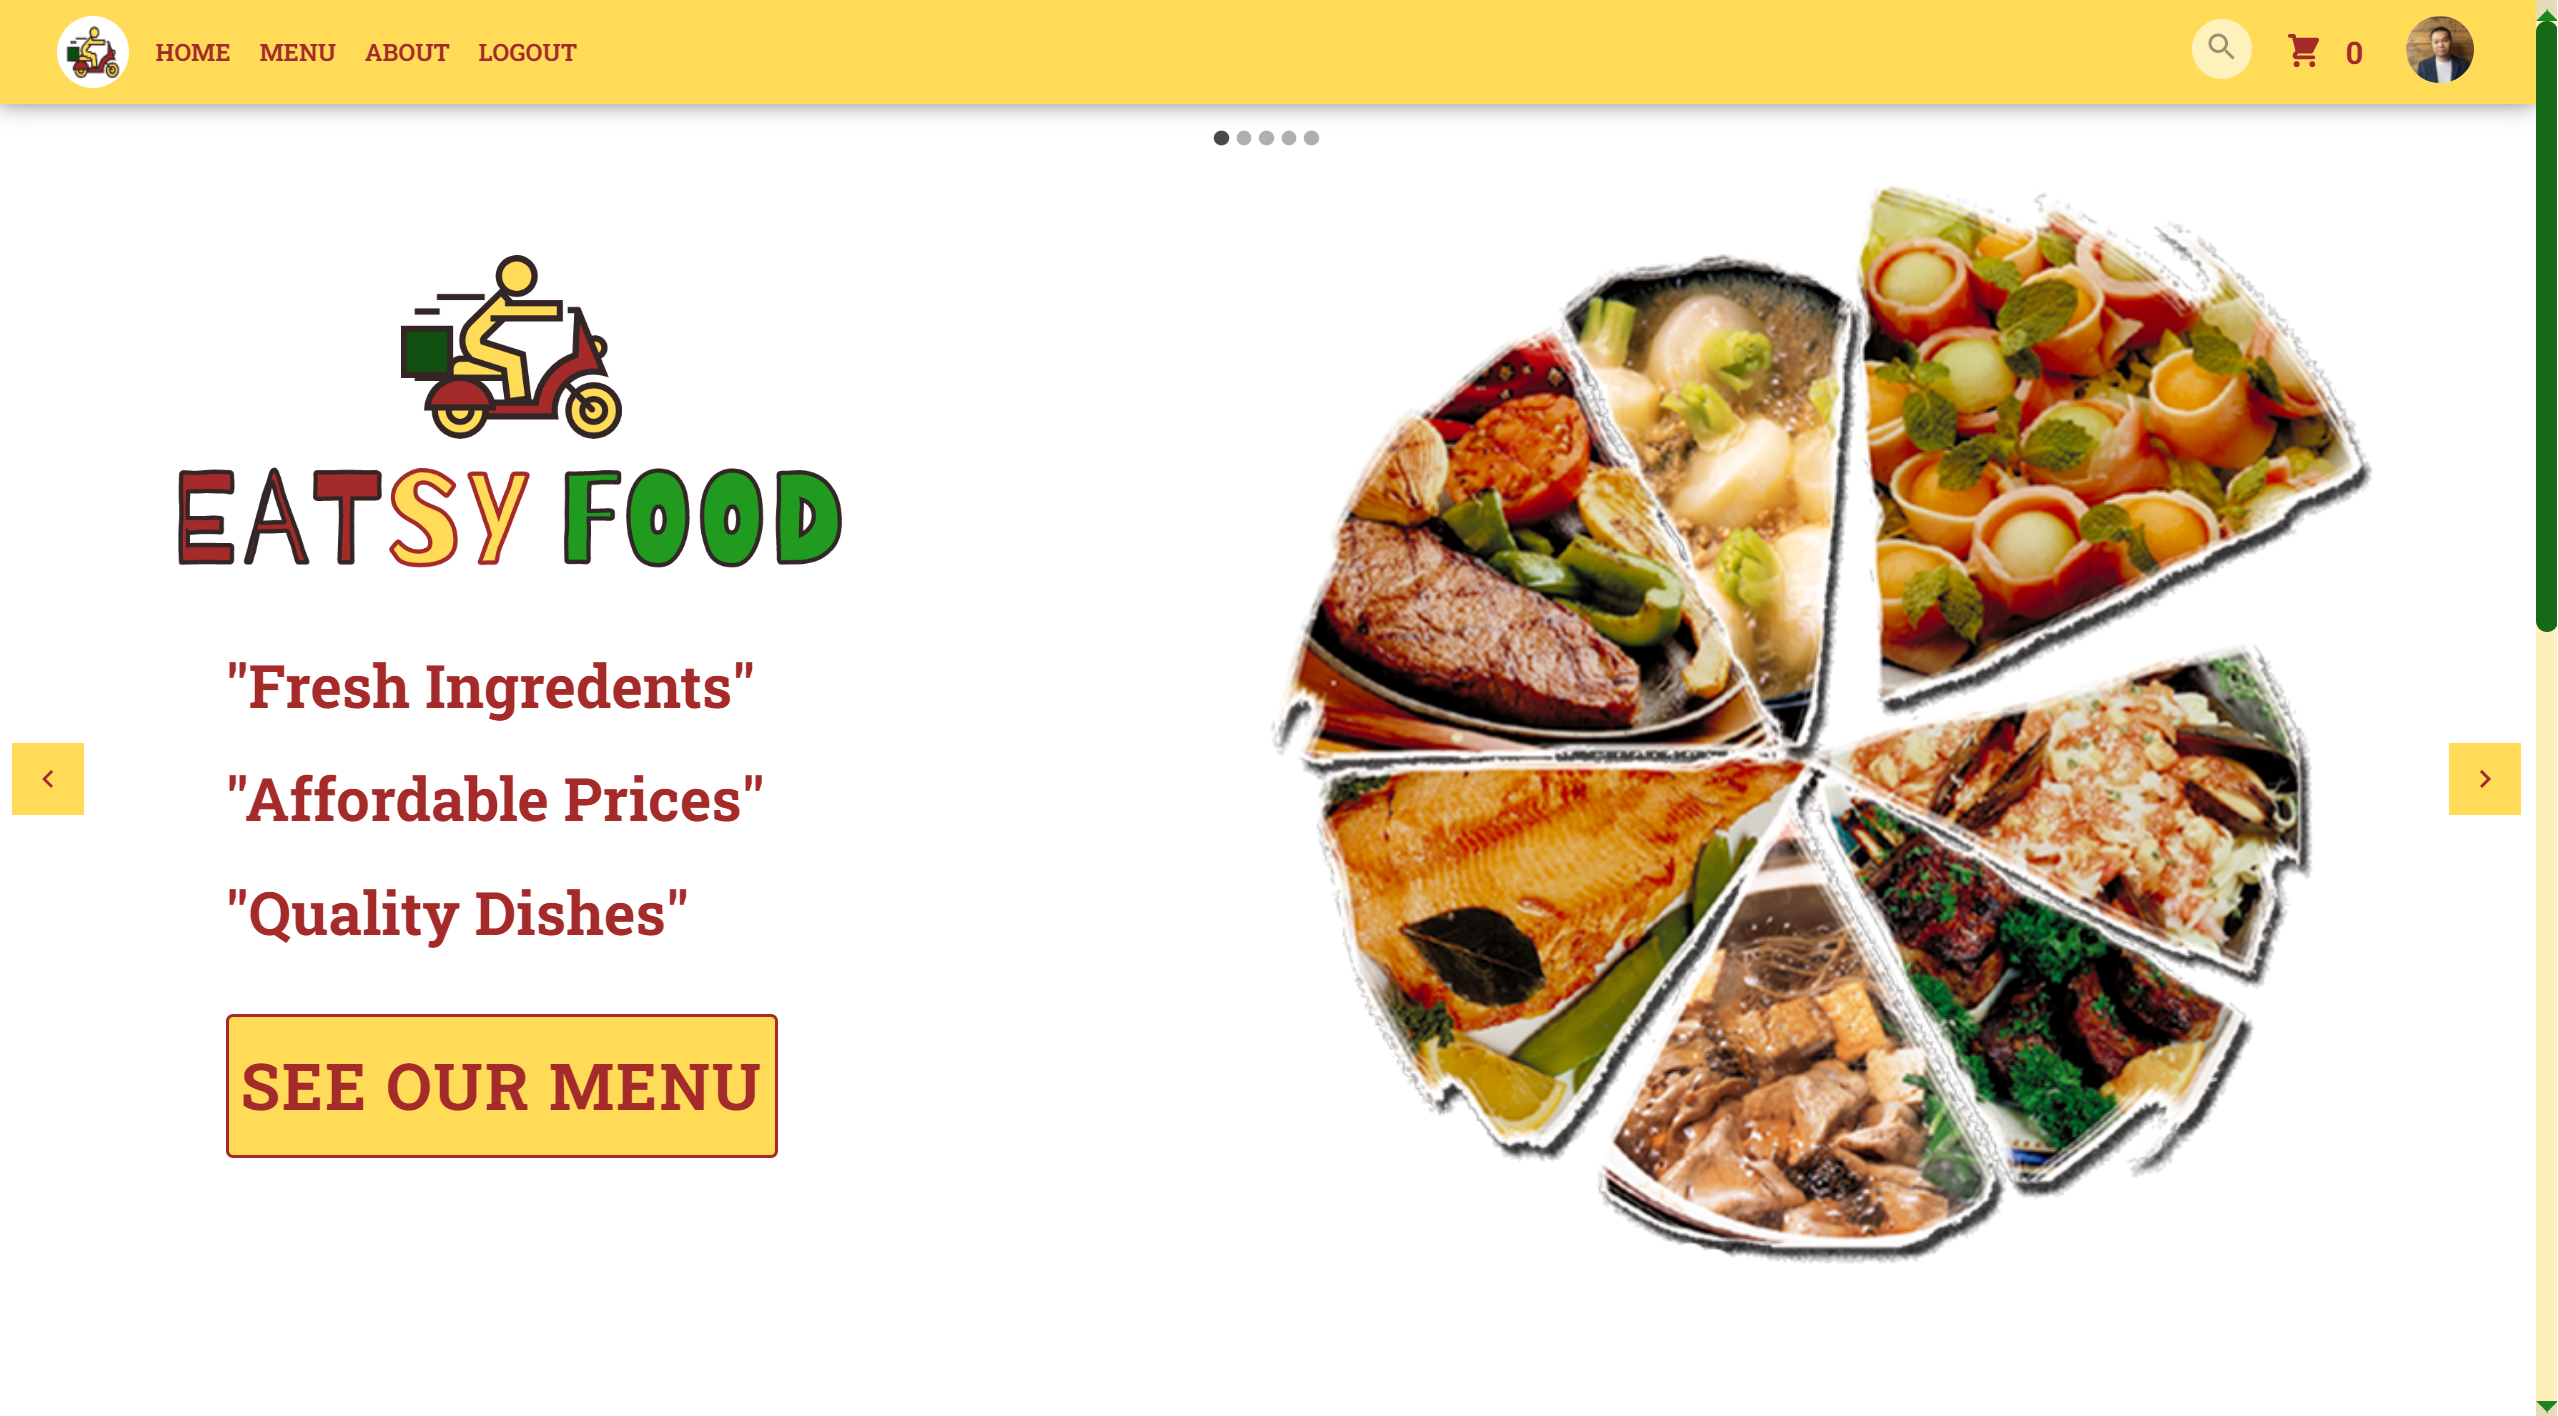 HOME MENU ABOUT LOGOUT 0
EATSY FOOD
"Fresh Ingredents"
"Affordable Prices"
"Quality Dishes"
SEE OUR MENU